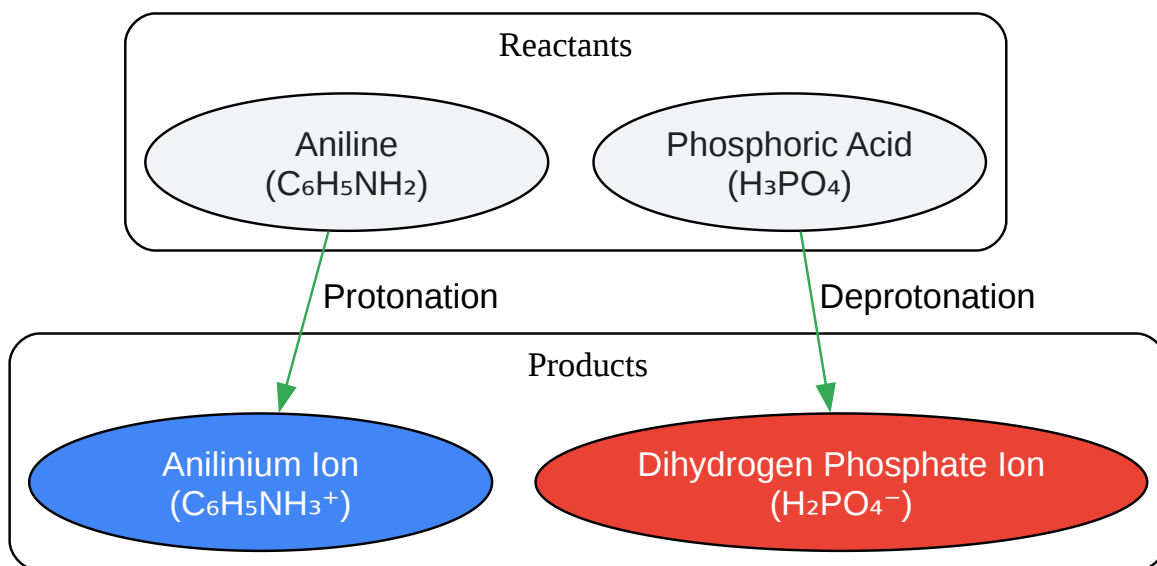 Reactants
Aniline
(C₆H₅NH₂)
Phosphoric Acid
(H₃PO₄)
Protonation
Deprotonation
Products
Anilinium Ion
(C₆H₅NH₃⁺)
Dihydrogen Phosphate Ion
(H₂PO₄⁻)